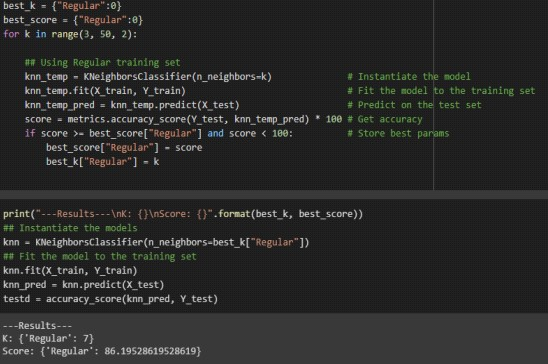 best_k = {"Regular":0}
best_score = {"Regular":0}
for k in range(3, 50, 2):
## Using Regular training set
knn_temp = KNeighborsClassifier(n_neighbors=k) # Instantiate the model
knn_temp.fit(X_train, Y_train) # Fit the model to the training set
knn_temp_pred = knn_temp.predict(X_test) # Predict on the test set
score = metrics.accuracy_score(Y_test, knn_temp_pred) * 100 # Get accuracy
if score >= best_score["Regular"] and score < 100: # Store best params
best_score["Regular"] = score
best_k["Regular"] = k
print("---Results---\nK: {}\nScore: {}".format(best_k, best_score))
## Instantiate the models
knn = KNeighborsClassifier(n_neighbors=best_k["Regular"])
## Fit the model to the training set
knn.fit(X_train, Y_train)
knn_pred = knn.predict(X_test)
testd = accuracy_score(knn_pred, Y_test)
---Results---
K: {'Regular': 7}
Score: {'Regular': 86.19528619528619}